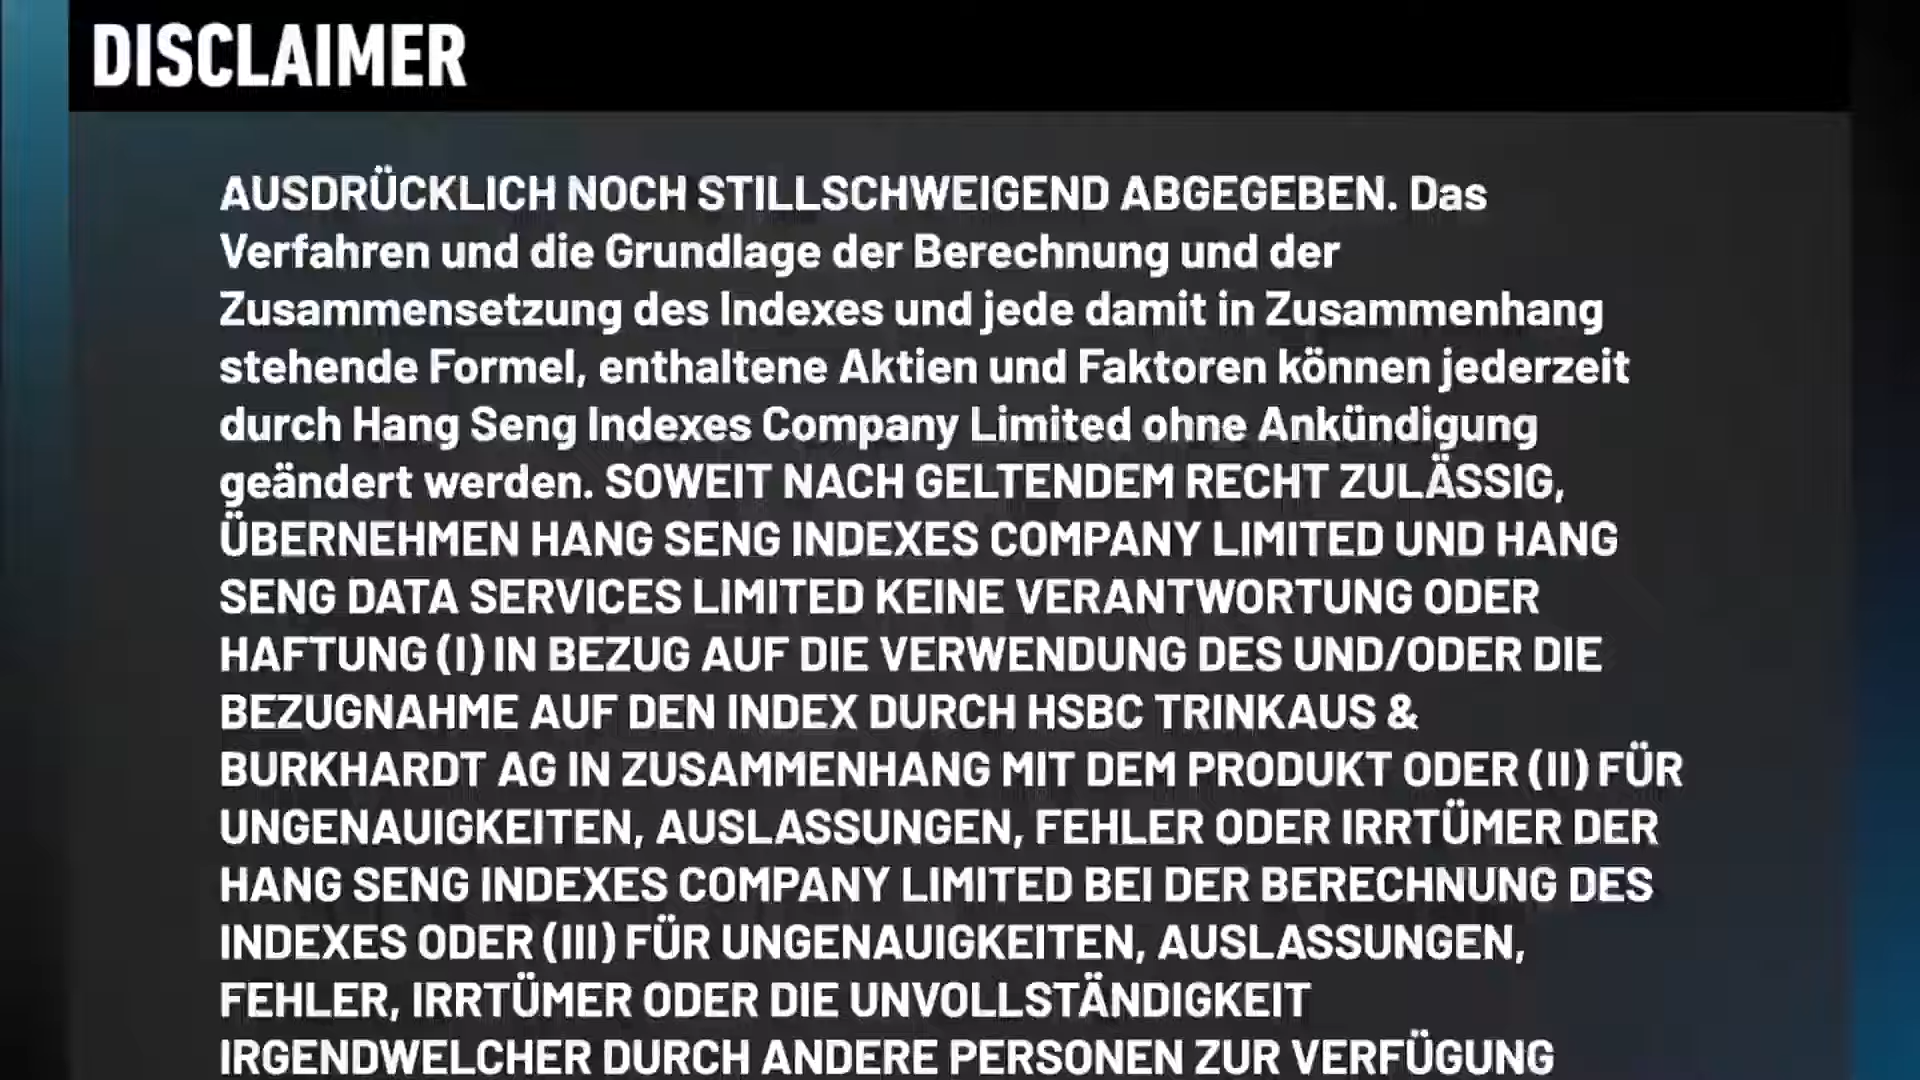 DISCLAIMER
AUSDRÜCKLICH NOCH STILLSCHWEIGEND ABGEGEBEN. Das
Verfahren und die Grundlage der Berechnung und der
Zusammensetzung des Indexes und jede damit in Zusammenhang
stehende Formel, enthaltene Aktien und Faktoren können jederzeit
durch Hang Seng Indexes Company Limited ohne Ankündigung
geändert werden. SOWEIT NACH GELTENDEM RECHT ZULÄSSIG,
ÜBERNEHMEN HANG SENG INDEXES COMPANY LIMITED UND HANG
SENG DATA SERVICES LIMITED KEINE VERANTWORTUNG ODER
HAFTUNG (I) IN BEZUG AUF DIE VERWENDUNG DES UND/ODER DIE
BEZUGNAHME AUF DEN INDEX DURCH HSBC TRINKAUS &
BURKHARDT AG IN ZUSAMMENHANG MIT DEM PRODUKT ODER (II) FÜR
UNGENAUIGKEITEN, AUSLASSUNGEN, FEHLER ODER IRRTÜMER DER
HANG SENG INDEXES COMPANY LIMITED BEI DER BERECHNUNG DES
INDEXES ODER (III) FÜR UNGENAUIGKEITEN, AUSLASSUNGEN,
FEHLER, IRRTÜMER ODER DIE UNVOLLSTÄNDIGKEIT
IRGENDWELCHER DURCH ANDERE PERSONEN ZUR VERFÜGUNG